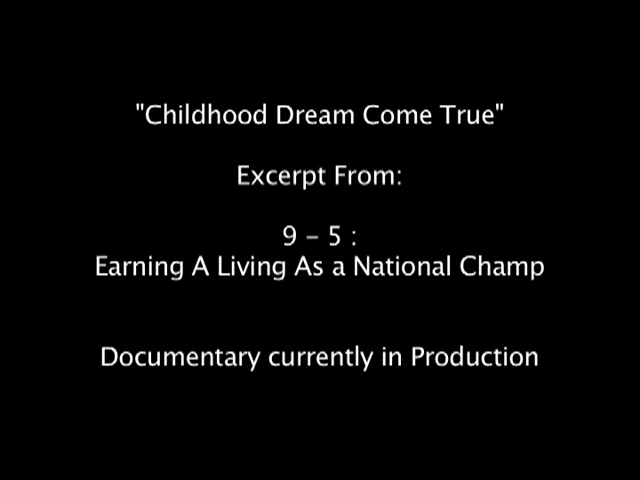 "Childhood Dream Come True"
Excerpt From:
9 – 5 :
Earning A Living As a National Champ
Documentary currently in Production